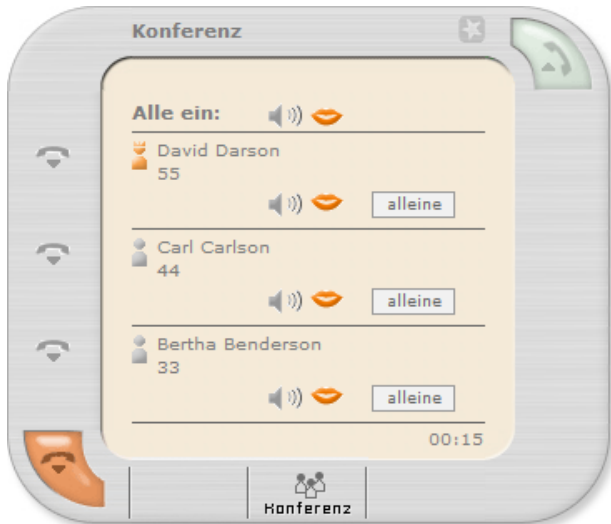 Konferenz
Alle ein:
David Darson
55
alleine
Carl Carlson
44
alleine
Bertha Benderson
33
alleine
00:15
Konferenz